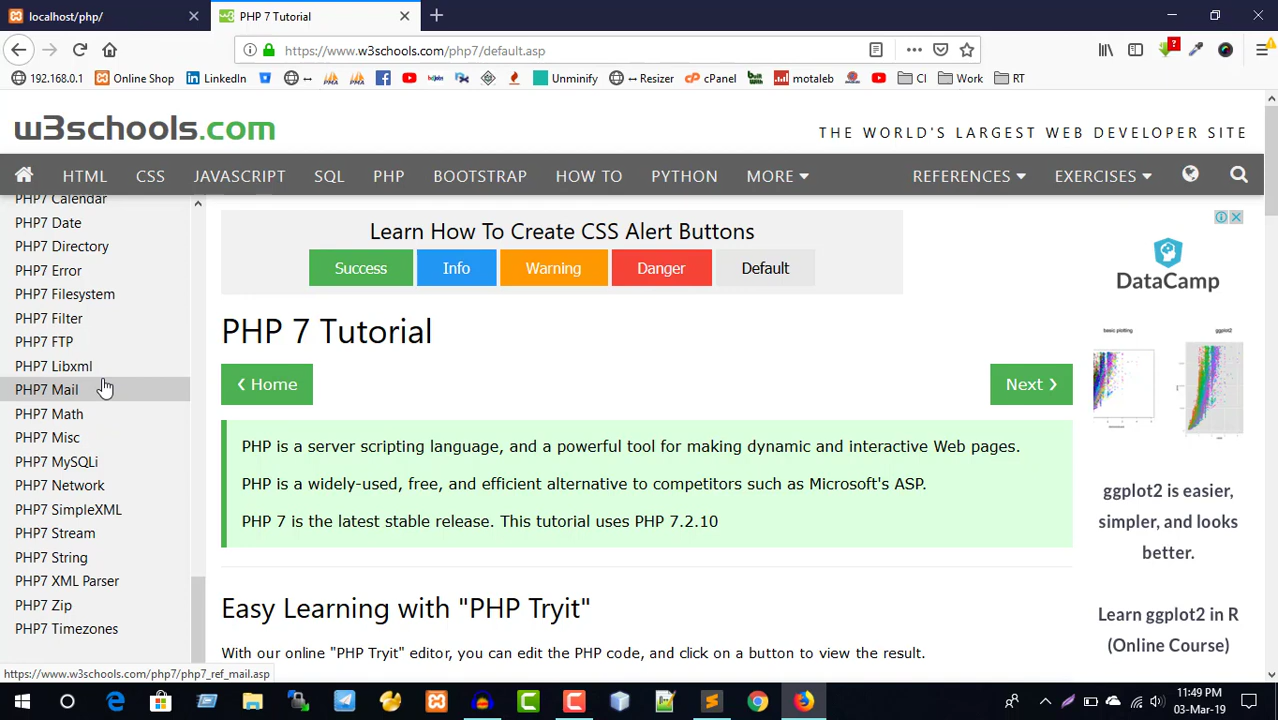 localhost/php/
PHP 7 Tutorial
https://www.w3schools.com/php7/default.asp
192.168.0.1
Online Shop
LinkedIn
Unminify
Resizer
cPanel
motaleb
CI
Work
RT
w3schools.com
THE WORLD'S LARGEST WEB DEVELOPER SITE
HTML
CSS
JAVASCRIPT
SQL
PHP
BOOTSTRAP
HOW TO
PYTHON
MORE
REFERENCES
EXERCISES
PHP7 Calendar
PHP7 Date
PHP7 Directory
PHP7 Error
PHP7 Filesystem
PHP7 Filter
PHP7 FTP
PHP7 Libxml
PHP7 Mail
PHP7 Math
PHP7 Misc
PHP7 MySQLi
PHP7 Network
PHP7 SimpleXML
PHP7 Stream
PHP7 String
PHP7 XML Parser
PHP7 Zip
PHP7 Timezones
https://www.w3schools.com/php7/php7_ref_mail.asp
Learn How To Create CSS Alert Buttons
Success
Info
Warning
Danger
Default
PHP 7 Tutorial
❮ Home
Next ❯
PHP is a server scripting language, and a powerful tool for making dynamic and interactive Web pages.
PHP is a widely-used, free, and efficient alternative to competitors such as Microsoft's ASP.
PHP 7 is the latest stable release. This tutorial uses PHP 7.2.10
Easy Learning with "PHP Tryit"
With our online "PHP Tryit" editor, you can edit the PHP code, and click on a button to view the result.
DataCamp
basic plotting
ggplot
ggplot2 is easier,
simpler, and looks
better.
Learn ggplot2 in R
(Online Course)
11:49 PM
03-Mar-19